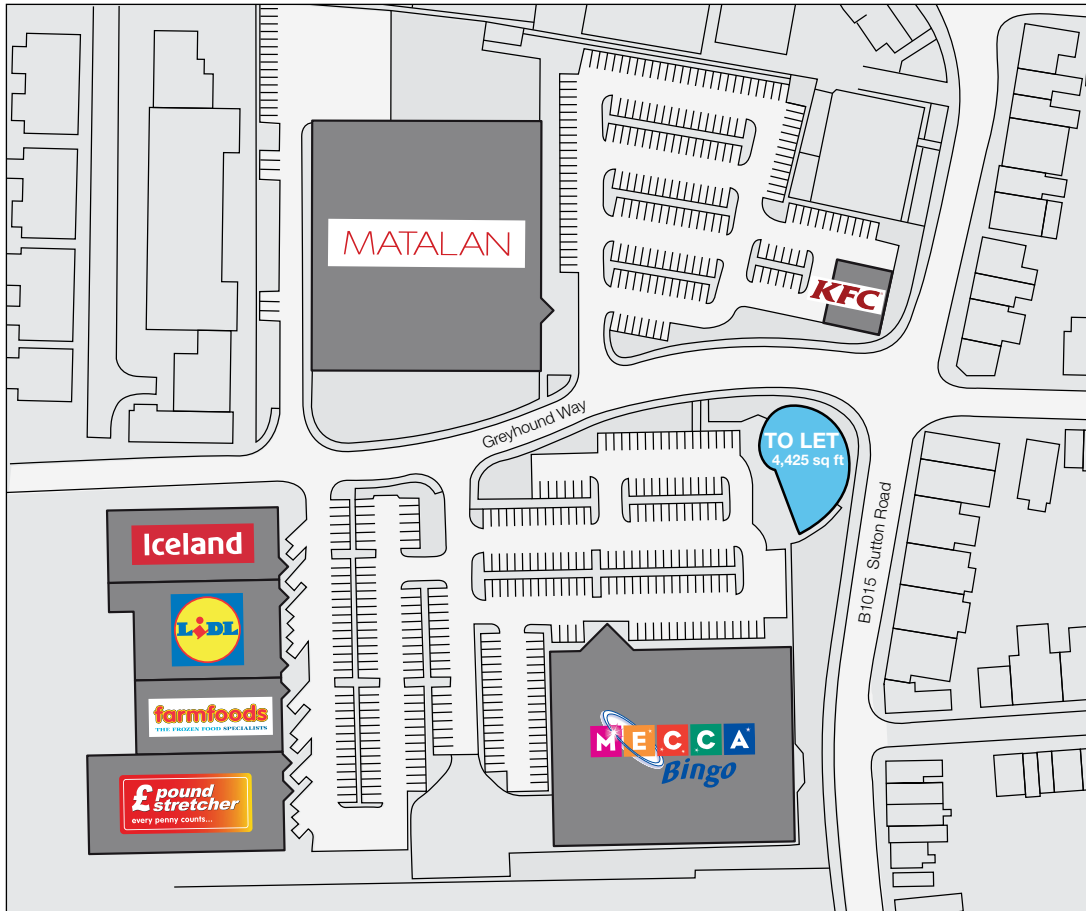 MATALAN
KFC
Greyhound Way
TO LET
4,425 sq ft
B1015 Sutton Road
Iceland
LiDL
farmfoods
THE FROZEN FOOD SPECIALISTS
£ pound
stretcher
every penny counts...
MECCA
Bingo